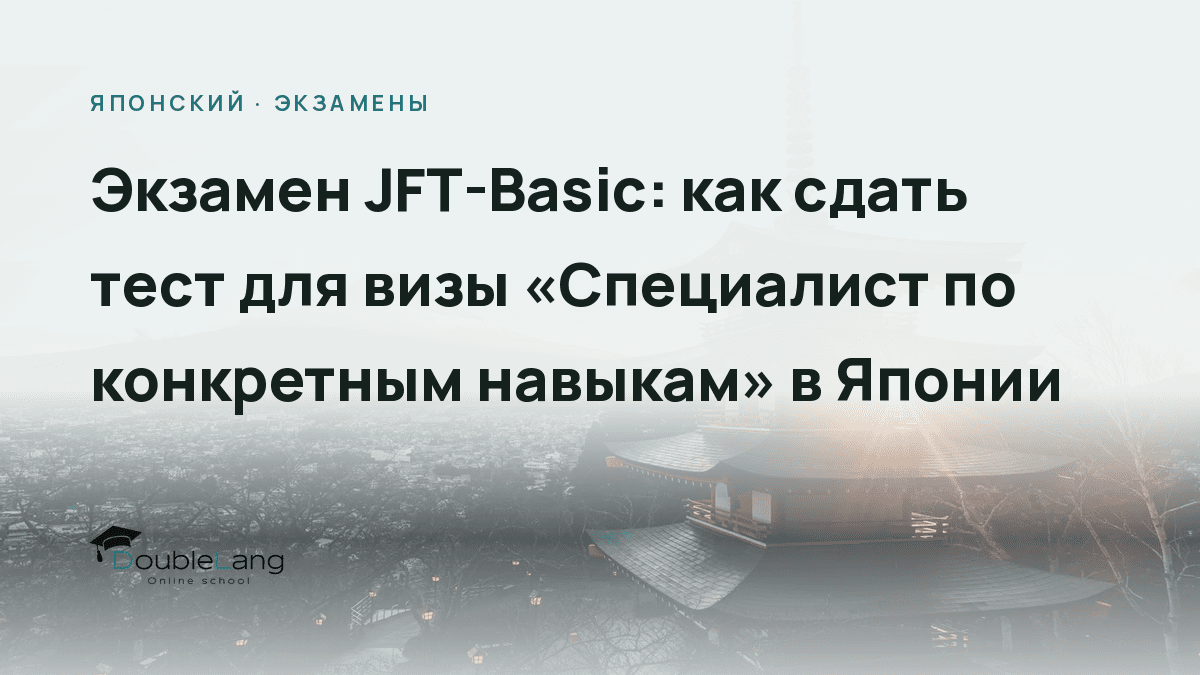 ЯПОНСКИЙ · ЭКЗАМЕНЫ
Экзамен JFT-Basic: как сдать
тест для визы «Специалист по
конкретным навыкам» в Японии
DoubleLang
Online school